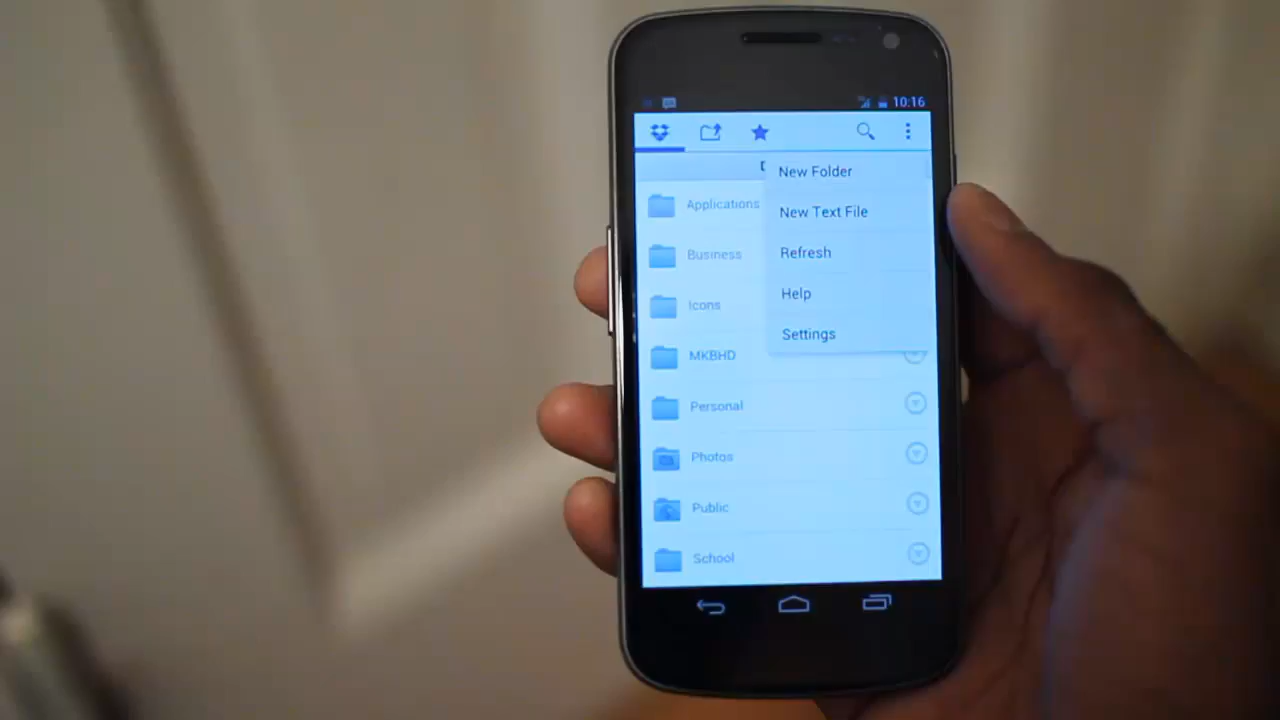 10:16
D
New Folder
New Text File
Refresh
Help
Settings
Applications
Business
Icons
MKBHD
Personal
Photos
Public
School